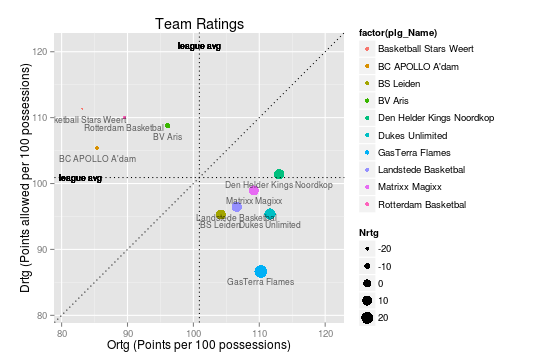 Team Ratings
league avg
120
110
100
90
80
league avg
ketball Stars Weert
Rotterdam Basketbal
BV Aris
BC APOLLO A'dam
Den Helder Kings Noordkop
Matrixx Magixx
Landstede Basketbal
BS Leiden
Dukes Unlimited
GasTerra Flames
80
90
100
110
120
Ortg (Points per 100 possessions)
Drtg (Points allowed per 100 possessions)
factor(plg_Name)
Basketball Stars Weert
BC APOLLO A'dam
BS Leiden
BV Aris
Den Helder Kings Noordkop
Dukes Unlimited
GasTerra Flames
Landstede Basketbal
Matrixx Magixx
Rotterdam Basketbal
Nrtg
-20
-10
0
10
20